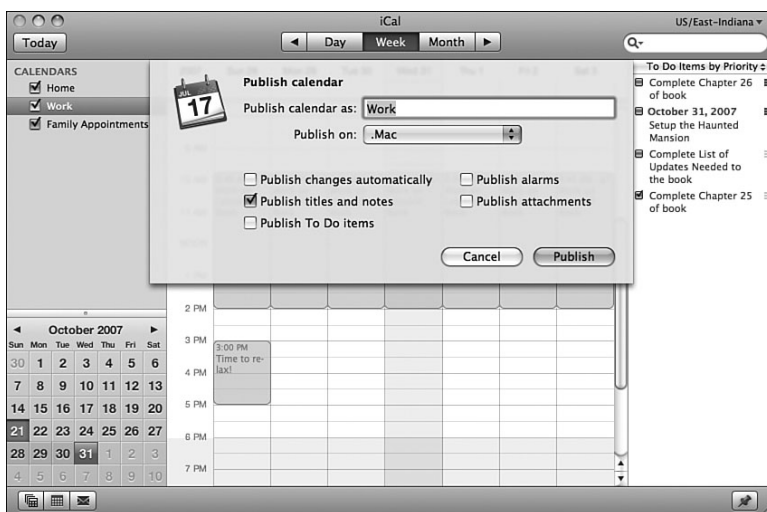 iCal
US/East-Indiana
Today
Day Week Month
CALENDARS
Home
Work
Family Appointments
JUL
17
Publish calendar
Publish calendar as: Work
Publish on: .Mac
Publish changes automatically
Publish alarms
Publish titles and notes
Publish attachments
Publish To Do items
Cancel
Publish
To Do Items by Priority
Complete Chapter 26
of book
October 31, 2007
Setup the Haunted
Mansion
Complete List of
Updates Needed to
the book
Complete Chapter 25
of book
2 PM
3 PM
3:00 PM
Time to re-
lax!
4 PM
5 PM
6 PM
7 PM
October 2007
Sun Mon Tue Wed Thu Fri Sat
30 1 2 3 4 5 6
7 8 9 10 11 12 13
14 15 16 17 18 19 20
21 22 23 24 25 26 27
28 29 30 31 1 2 3
4 5 6 7 8 9 10